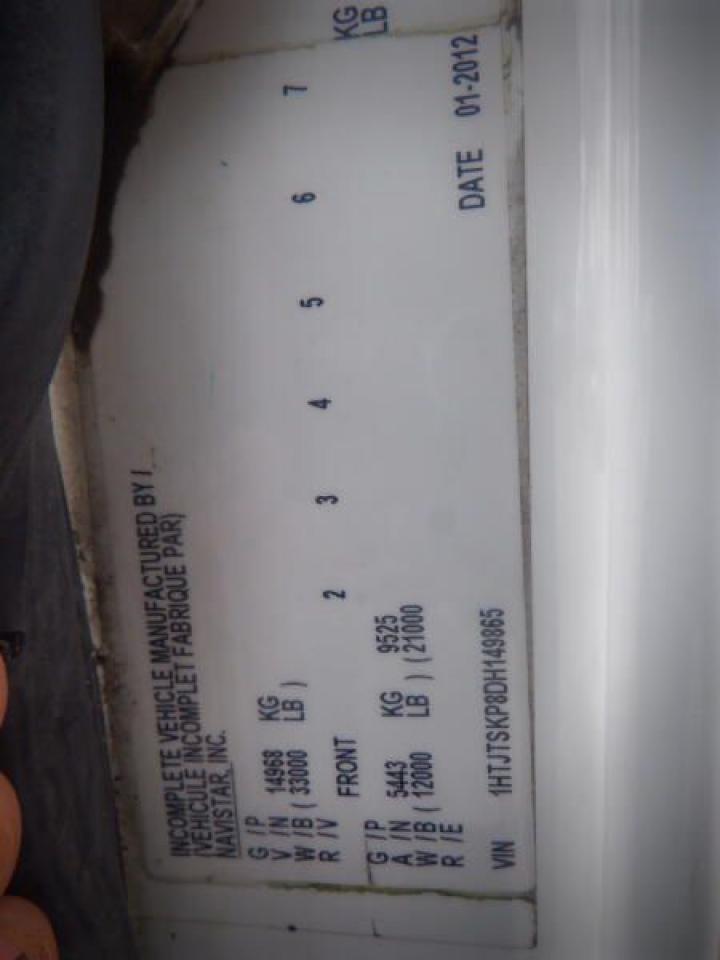 INCOMPLETE VEHICLE MANUFACTURED BY /
/VEHICULE INCOMPLET FABRIQUE PAR)
NAVISTAR, INC.
G /P
V /N 14968 KG
W /B ( 33000 LB )
R /V
FRONT 2 3 4 5 6 7
G /P
A /N 5443 KG 9525 KG
W /B ( 12000 LB ) ( 21000 LB
R /E
VIN 1HTJTSKP8DH149865 DATE 01-2012